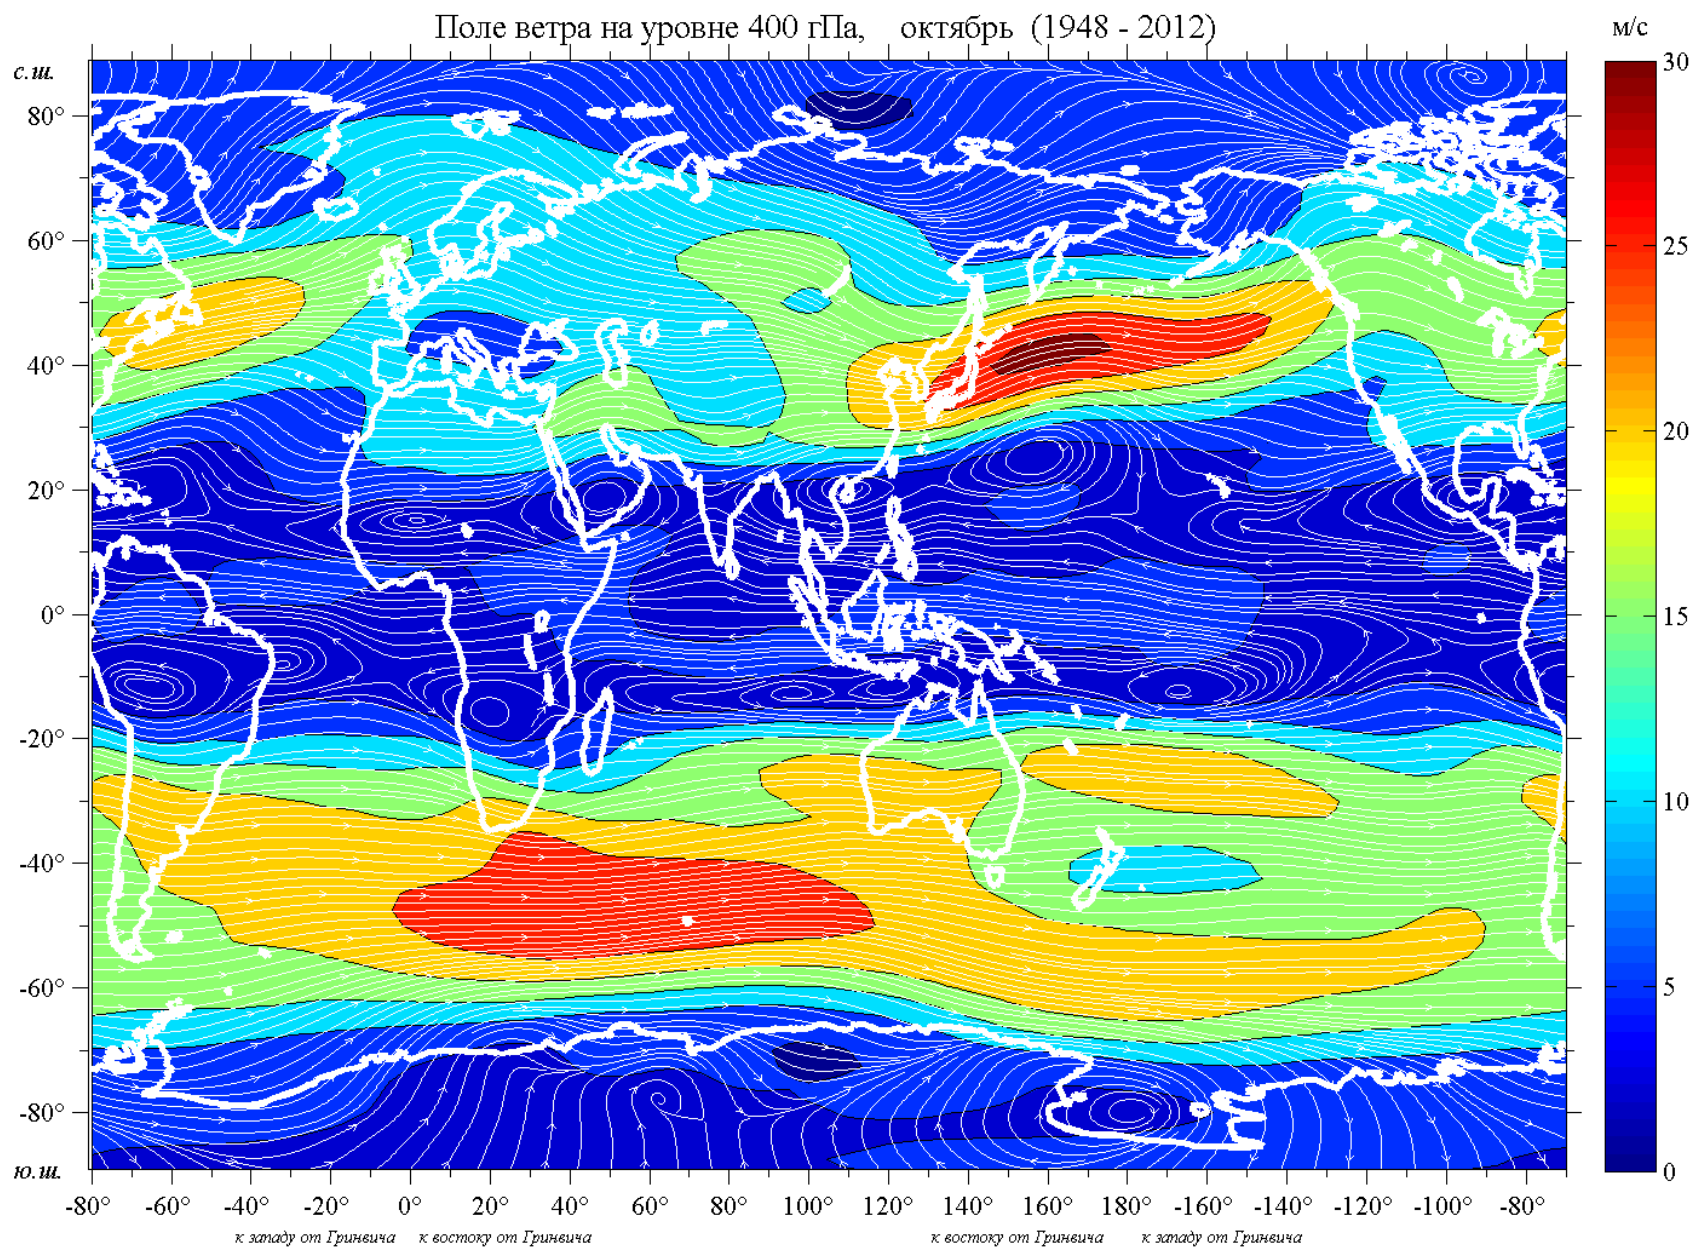 Поле ветра на уровне 400 гПа, октябрь (1948 - 2012)
м/с
с.ш.
80°
60°
40°
20°
0°
-20°
-40°
-60°
-80°
ю.ш.
30
25
20
15
10
5
0
-80° -60° -40° -20° 0° 20° 40° 60° 80° 100° 120° 140° 160° 180° -160° -140° -120° -100° -80°
к западу от Гринвича к востоку от Гринвича к востоку от Гринвича к западу от Гринвича